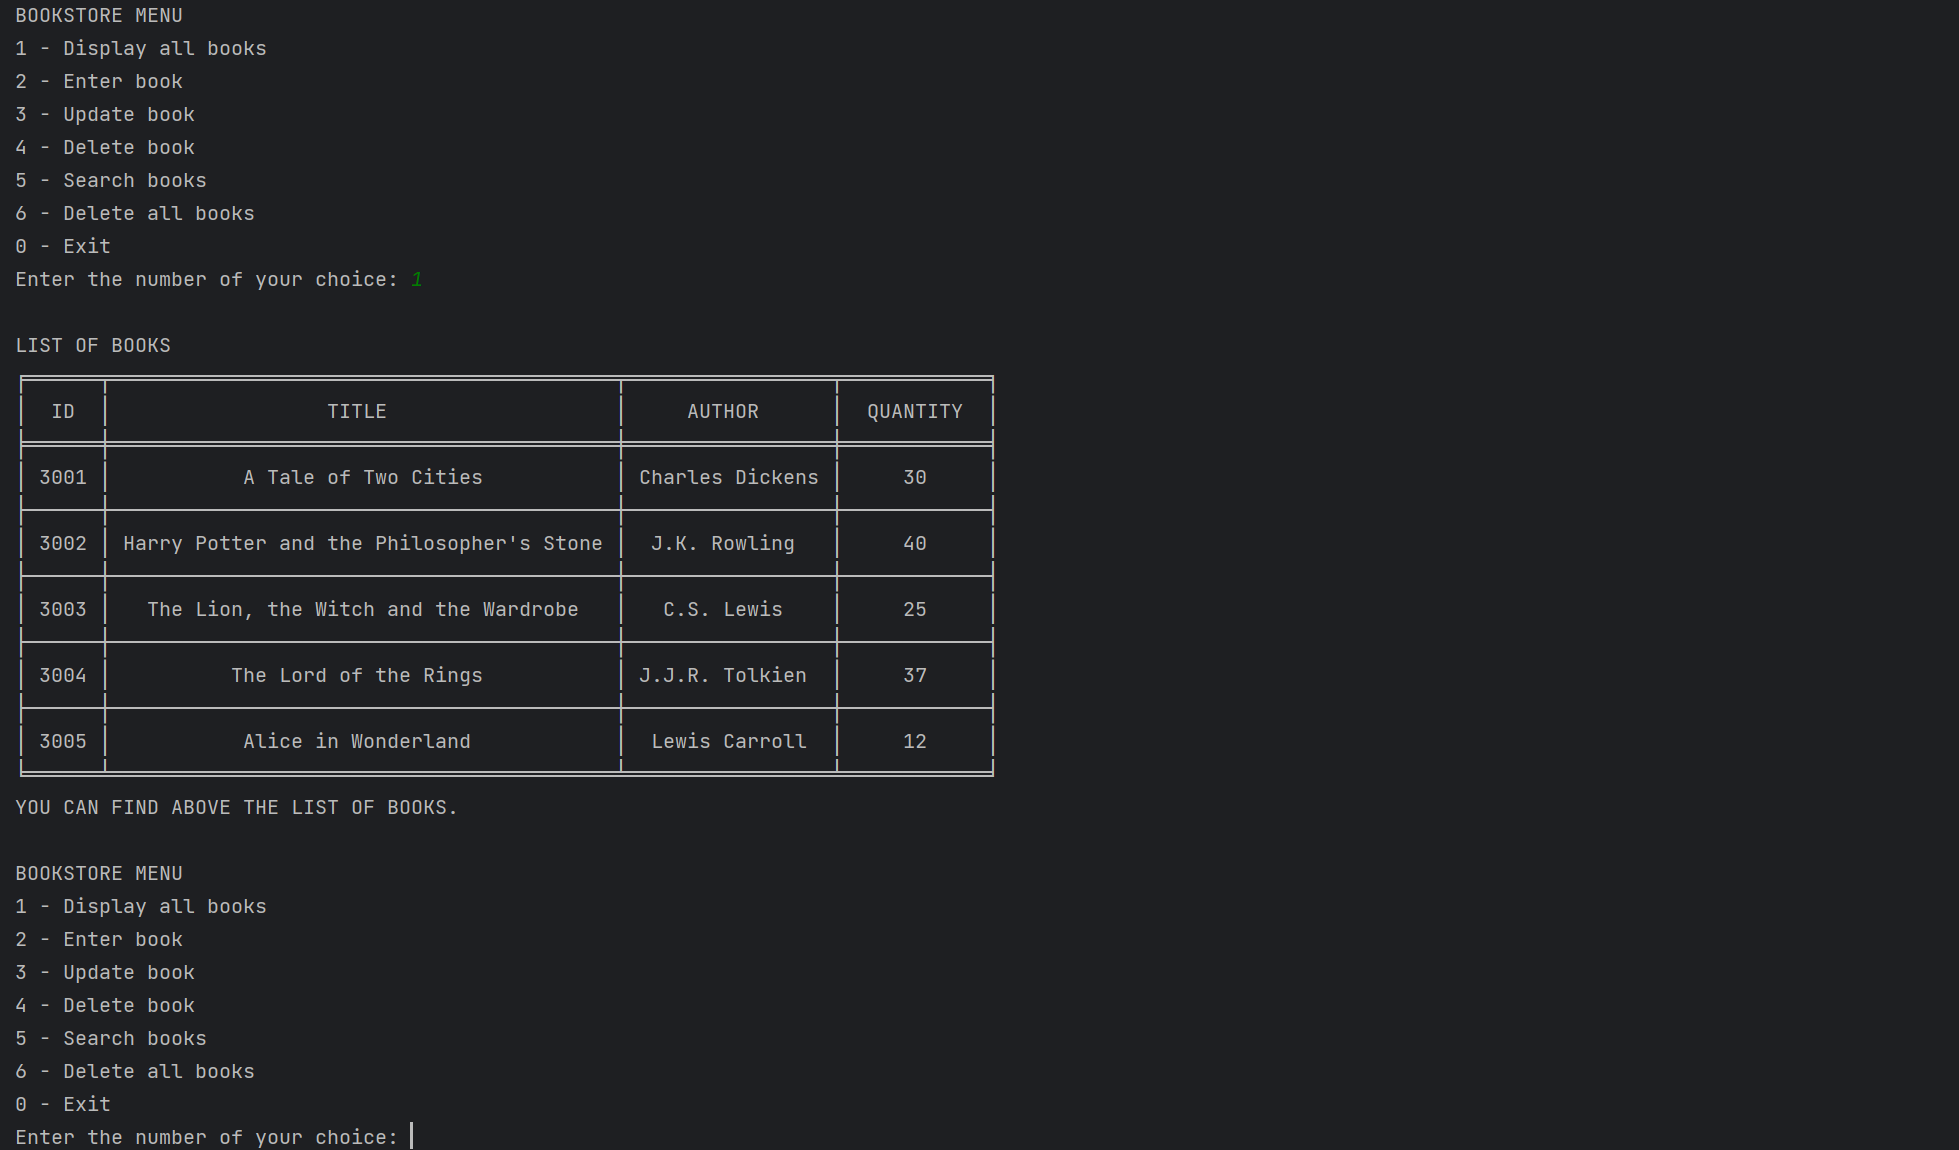 BOOKSTORE MENU
1 - Display all books
2 - Enter book
3 - Update book
4 - Delete book
5 - Search books
6 - Delete all books
0 - Exit
Enter the number of your choice: 1
LIST OF BOOKS
ID TITLE AUTHOR QUANTITY
3001 A Tale of Two Cities Charles Dickens 30
3002 Harry Potter and the Philosopher's Stone J.K. Rowling 40
3003 The Lion, the Witch and the Wardrobe C.S. Lewis 25
3004 The Lord of the Rings J.J.R. Tolkien 37
3005 Alice in Wonderland Lewis Carroll 12
YOU CAN FIND ABOVE THE LIST OF BOOKS.
BOOKSTORE MENU
1 - Display all books
2 - Enter book
3 - Update book
4 - Delete book
5 - Search books
6 - Delete all books
0 - Exit
Enter the number of your choice: